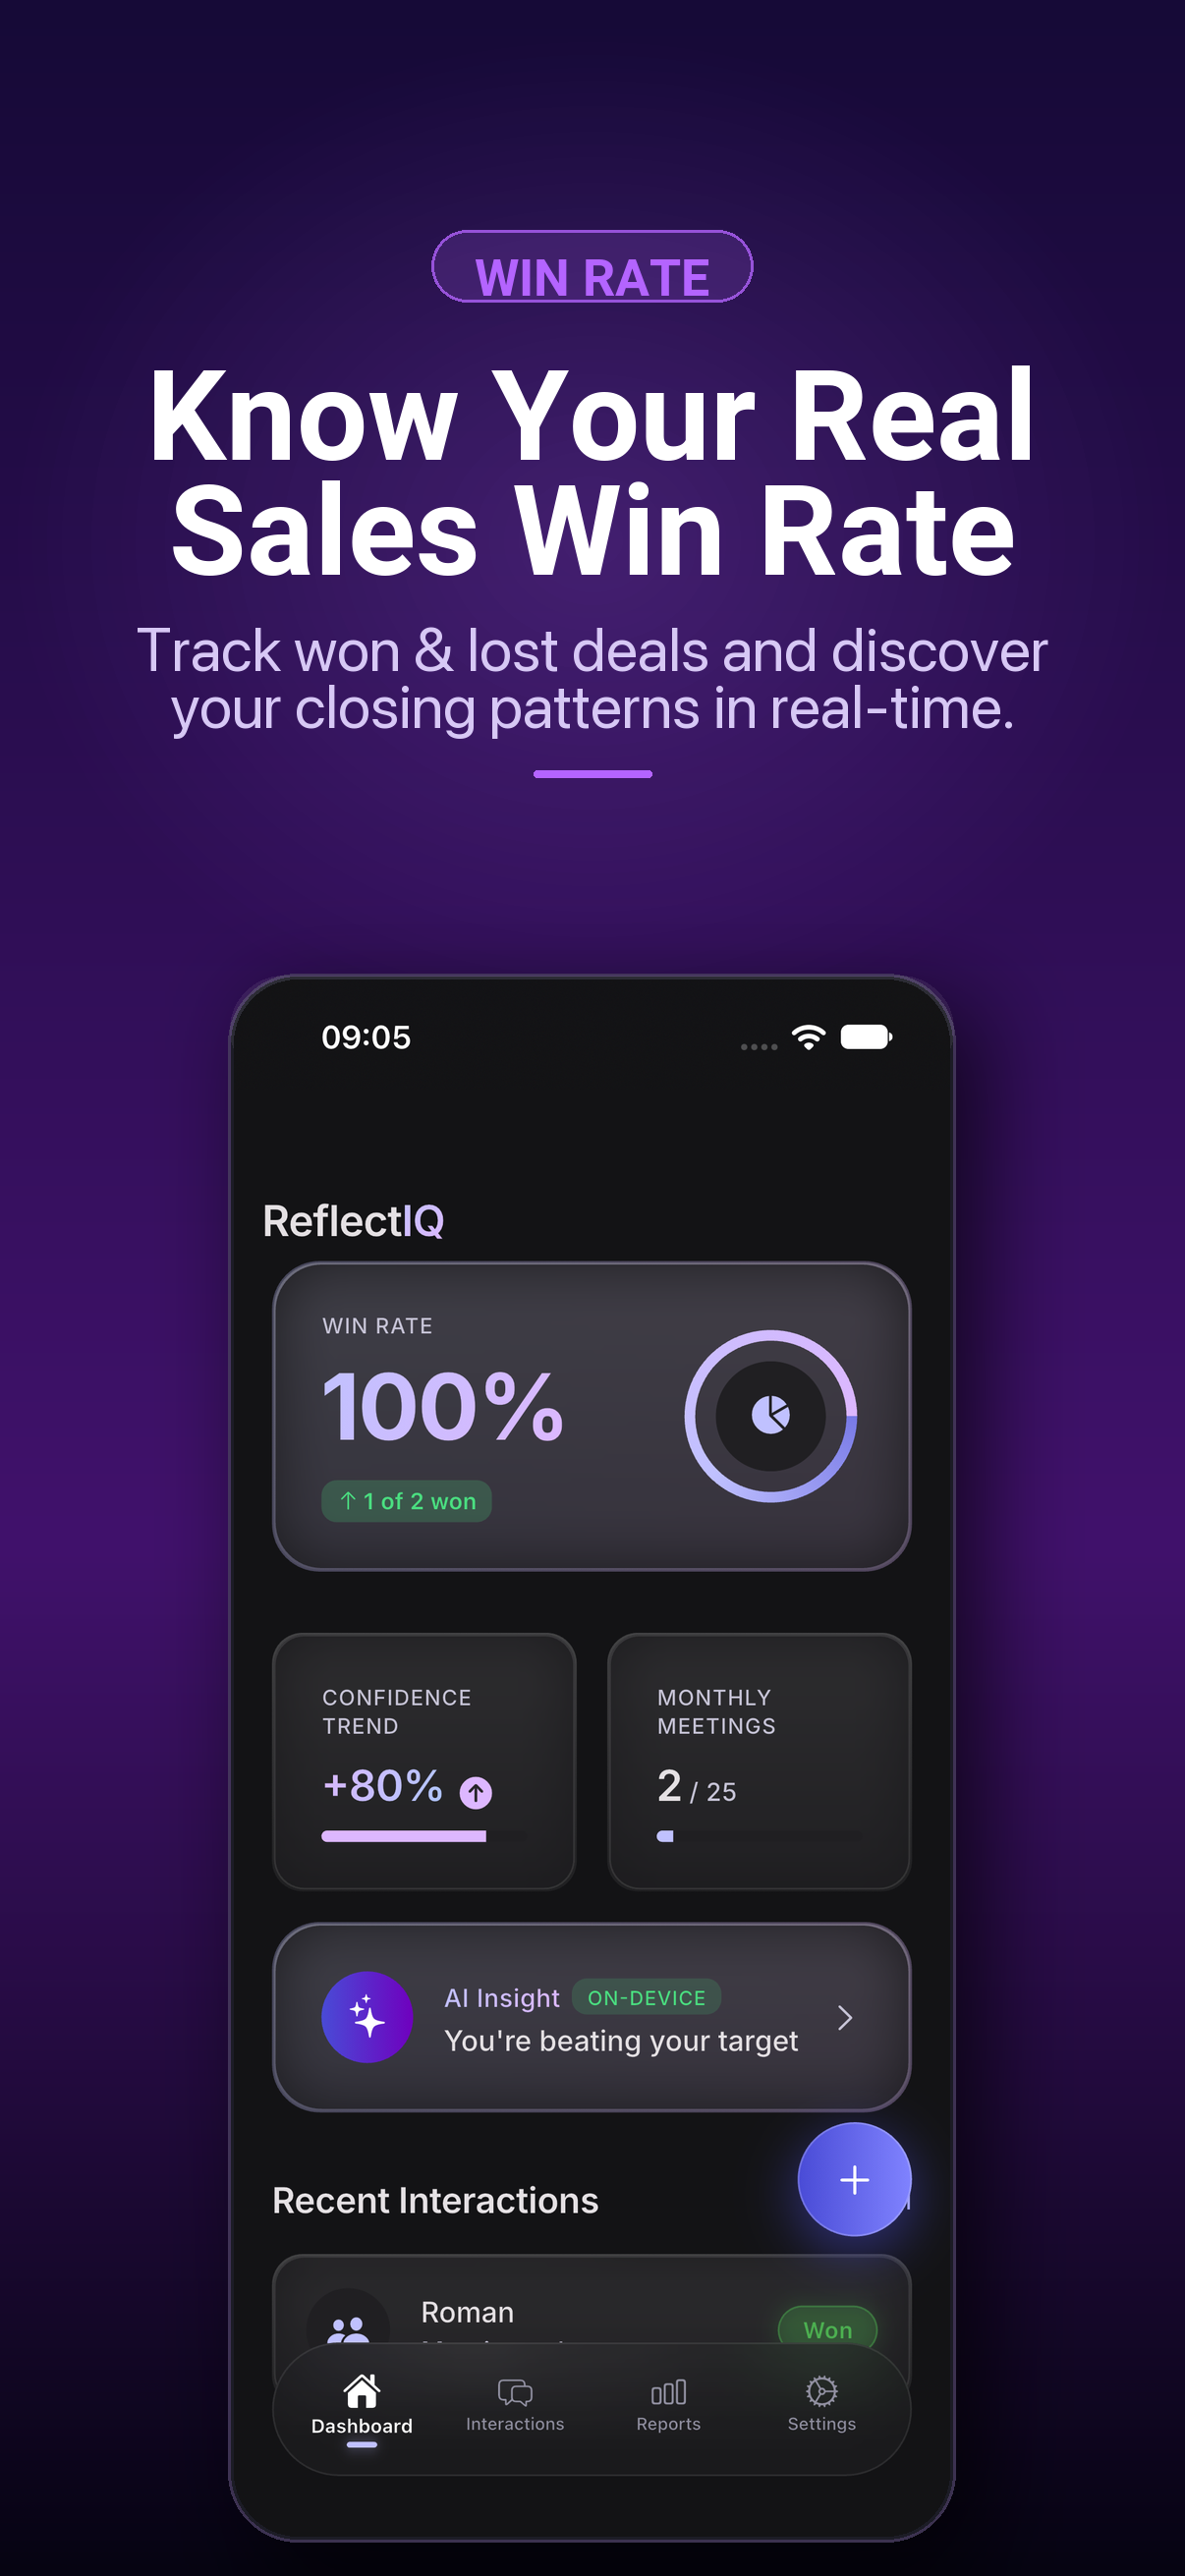 WIN RATE
Know Your Real
Sales Win Rate
Track won & lost deals and discover
your closing patterns in real-time.
09:05
ReflectIQ
WIN RATE
100%
↑ 1 of 2 won
CONFIDENCE
TREND
+80%
MONTHLY
MEETINGS
2 / 25
AI Insight ON-DEVICE
You're beating your target
Recent Interactions
Roman
Won
Dashboard
Interactions
Reports
Settings